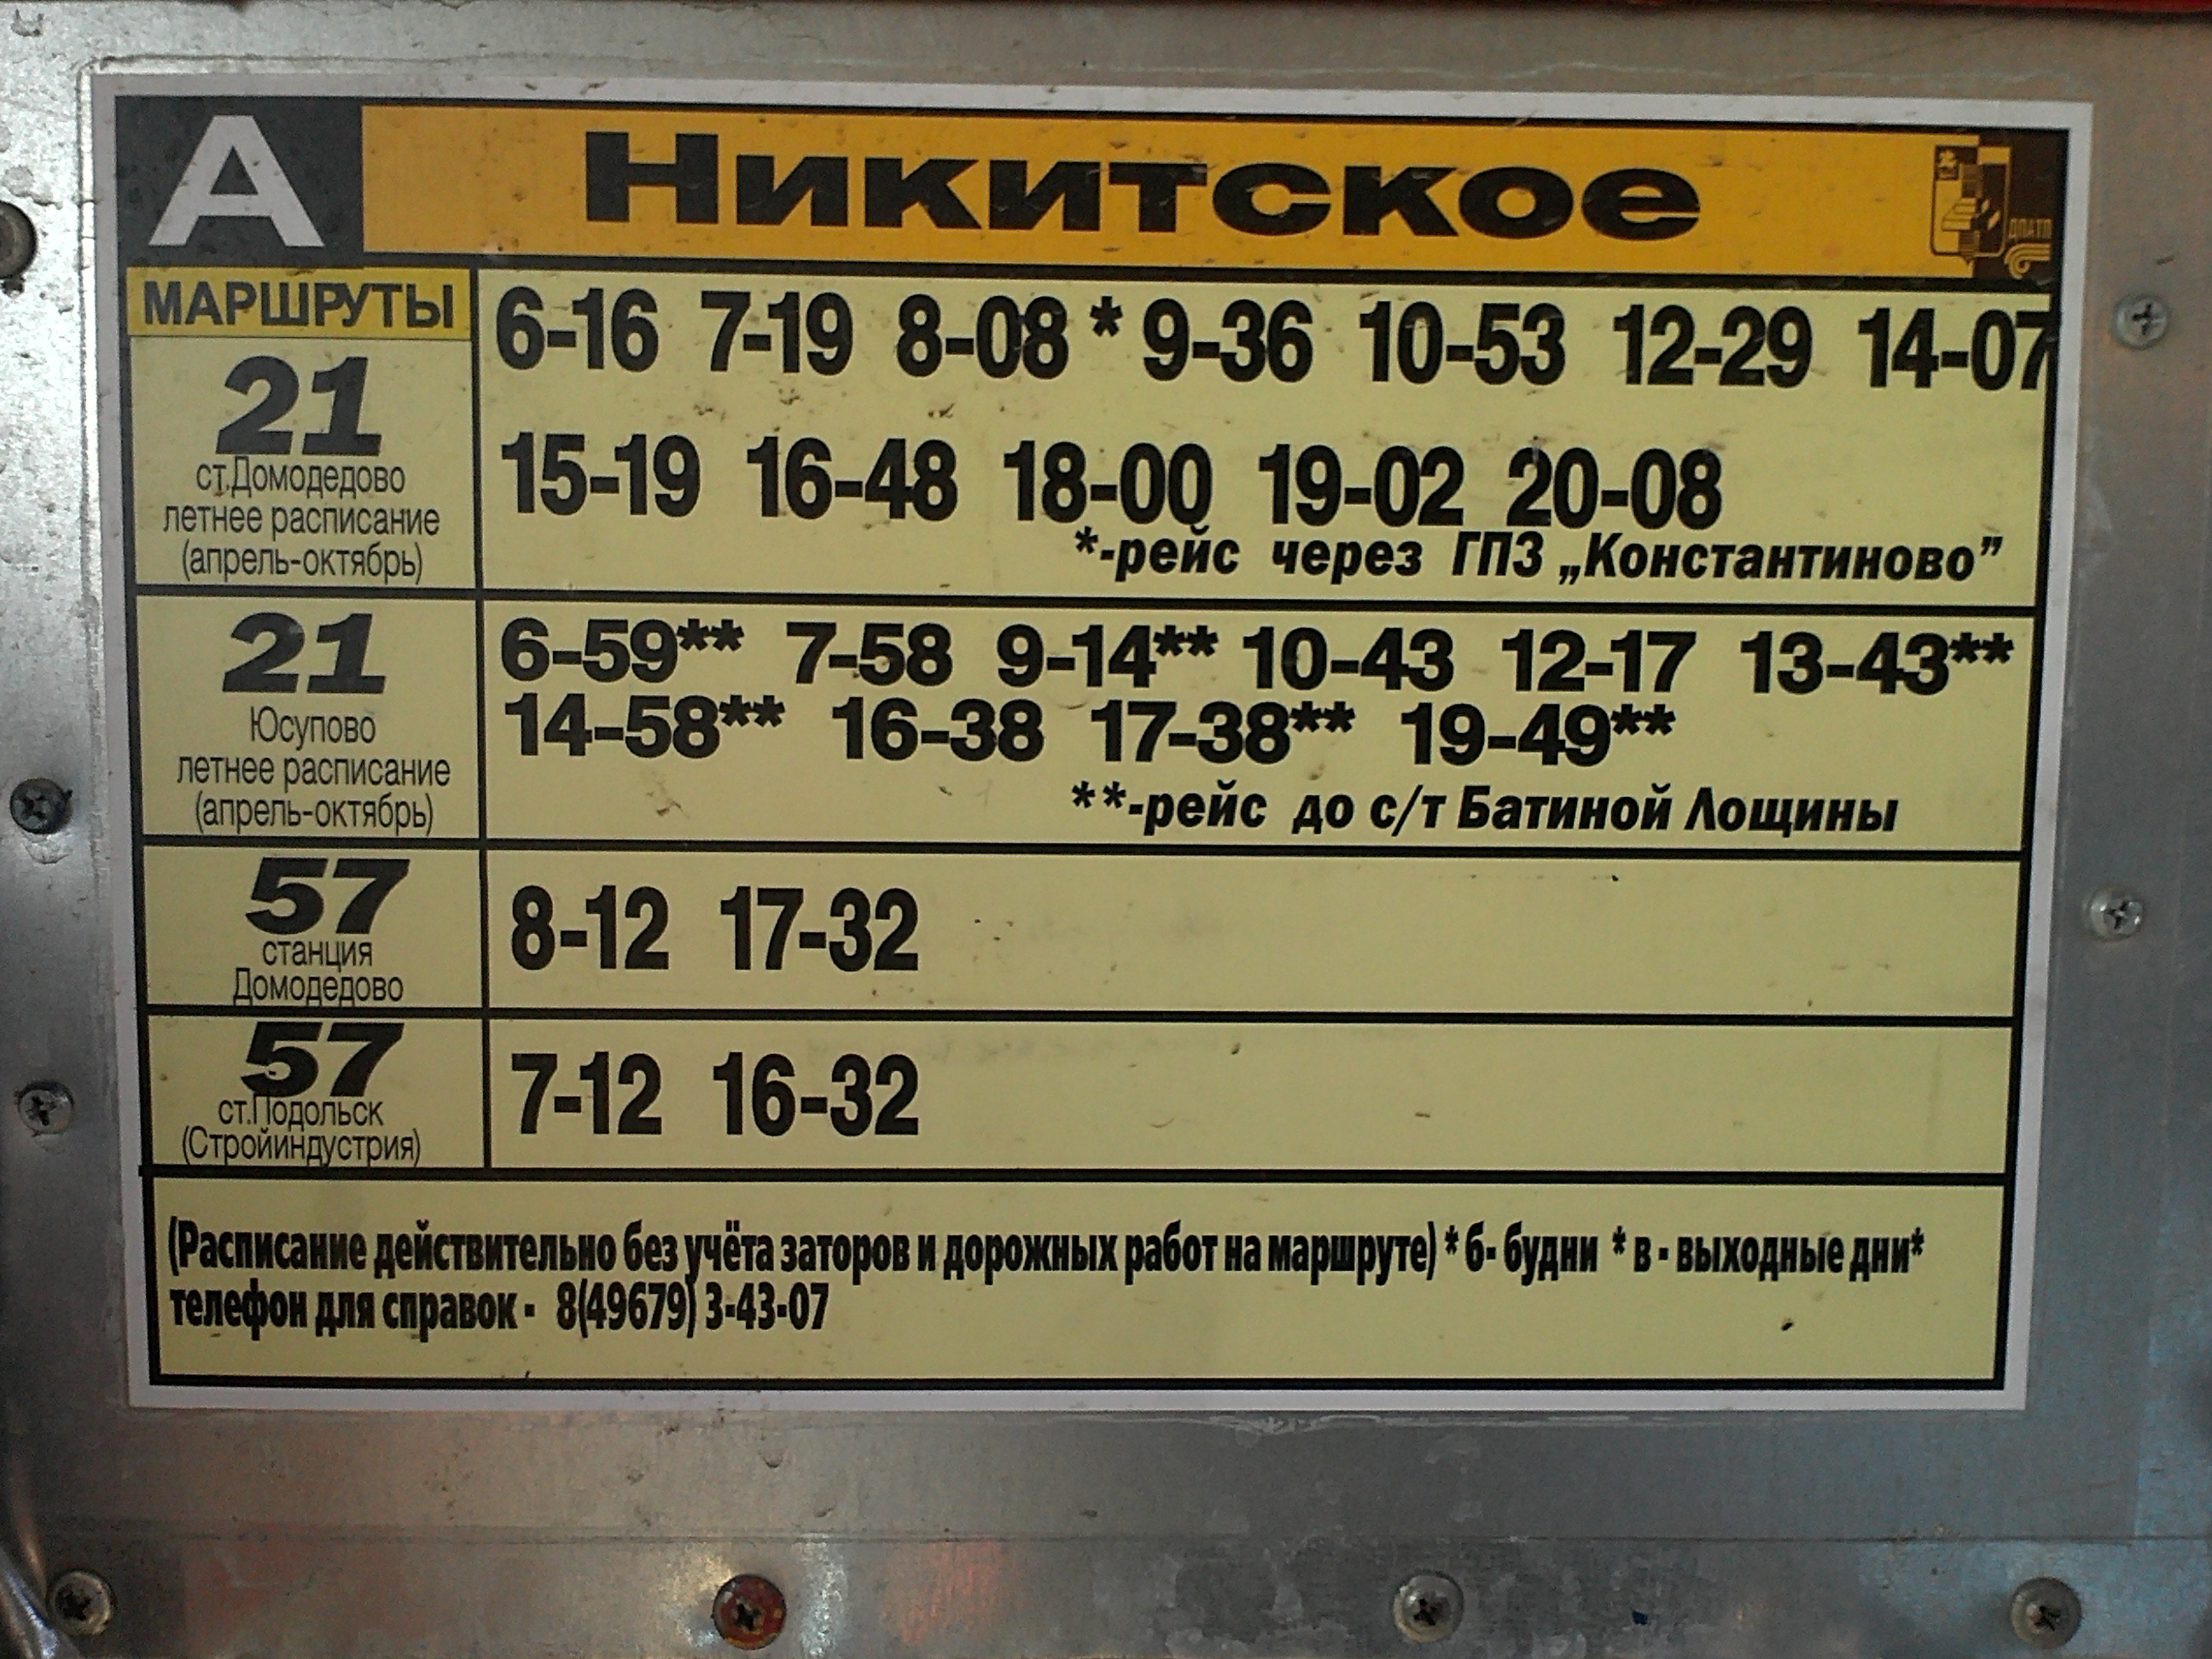 А Никитское
ДПАТП
МАРШРУТЫ
21
ст.Домодедово
летнее расписание
(апрель-октябрь)
6-16 7-19 8-08 * 9-36 10-53 12-29 14-07
15-19 16-48 18-00 19-02 20-08
*-рейс через ГПЗ „Константиново”
21
Юсупово
летнее расписание
(апрель-октябрь)
6-59** 7-58 9-14** 10-43 12-17 13-43**
14-58** 16-38 17-38** 19-49**
**-рейс до с/т Батиной Лощины
57
станция
Домодедово
8-12 17-32
57
ст.Подольск
(Стройиндустрия)
7-12 16-32
(Расписание действительно без учёта заторов и дорожных работ на маршруте) * б- будни * в - выходные дни*
телефон для справок - 8(49679) 3-43-07